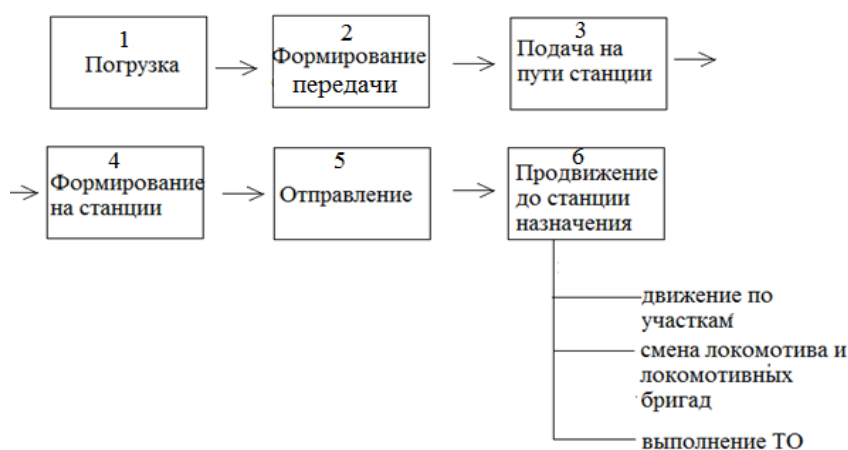 1
Погрузка
2
Формирование
передачи
3
Подача на
пути станции
4
Формирование
на станции
5
Отправление
6
Продвижение
до станции
назначения
движение по
участкам
смена локомотива и
локомотивных
бригад
выполнение ТО